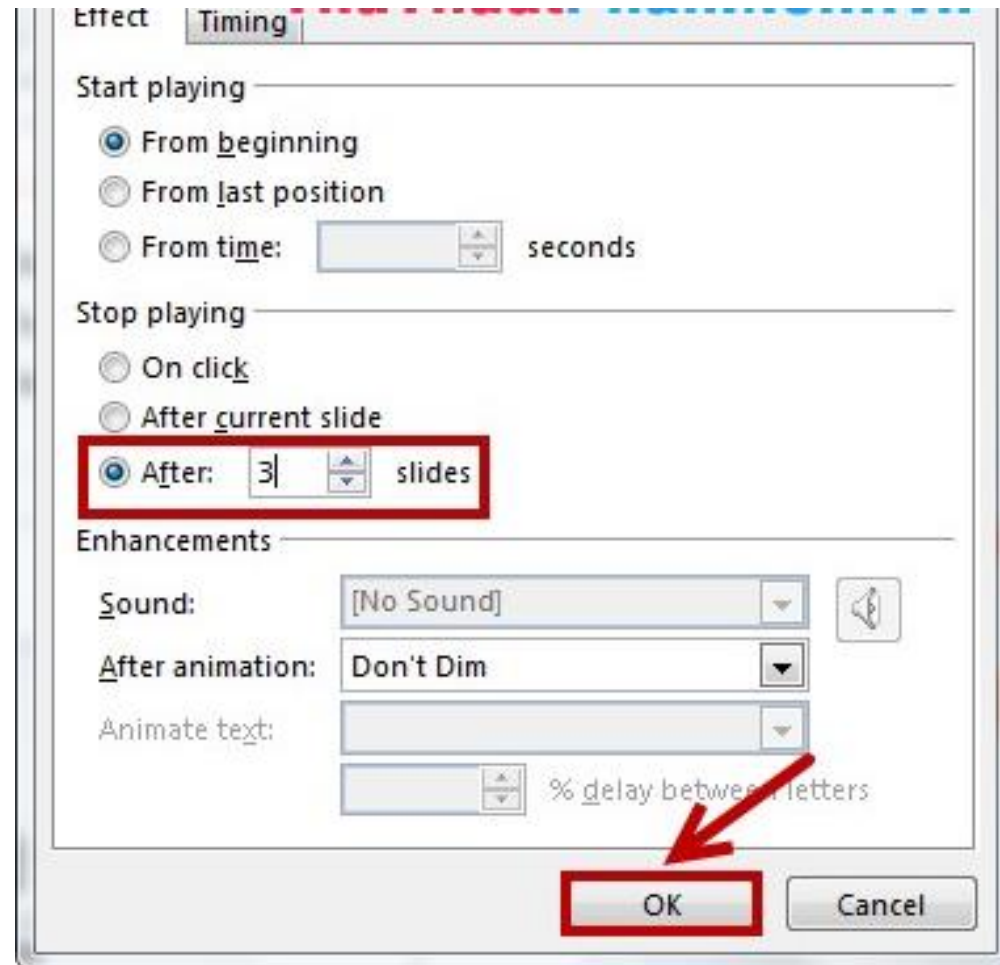 Effect Timing
Start playing
From beginning
From last position
From time: seconds
Stop playing
On click
After current slide
After: 3 slides
Enhancements
Sound: [No Sound]
After animation: Don't Dim
Animate text:
% delay between letters
OK Cancel